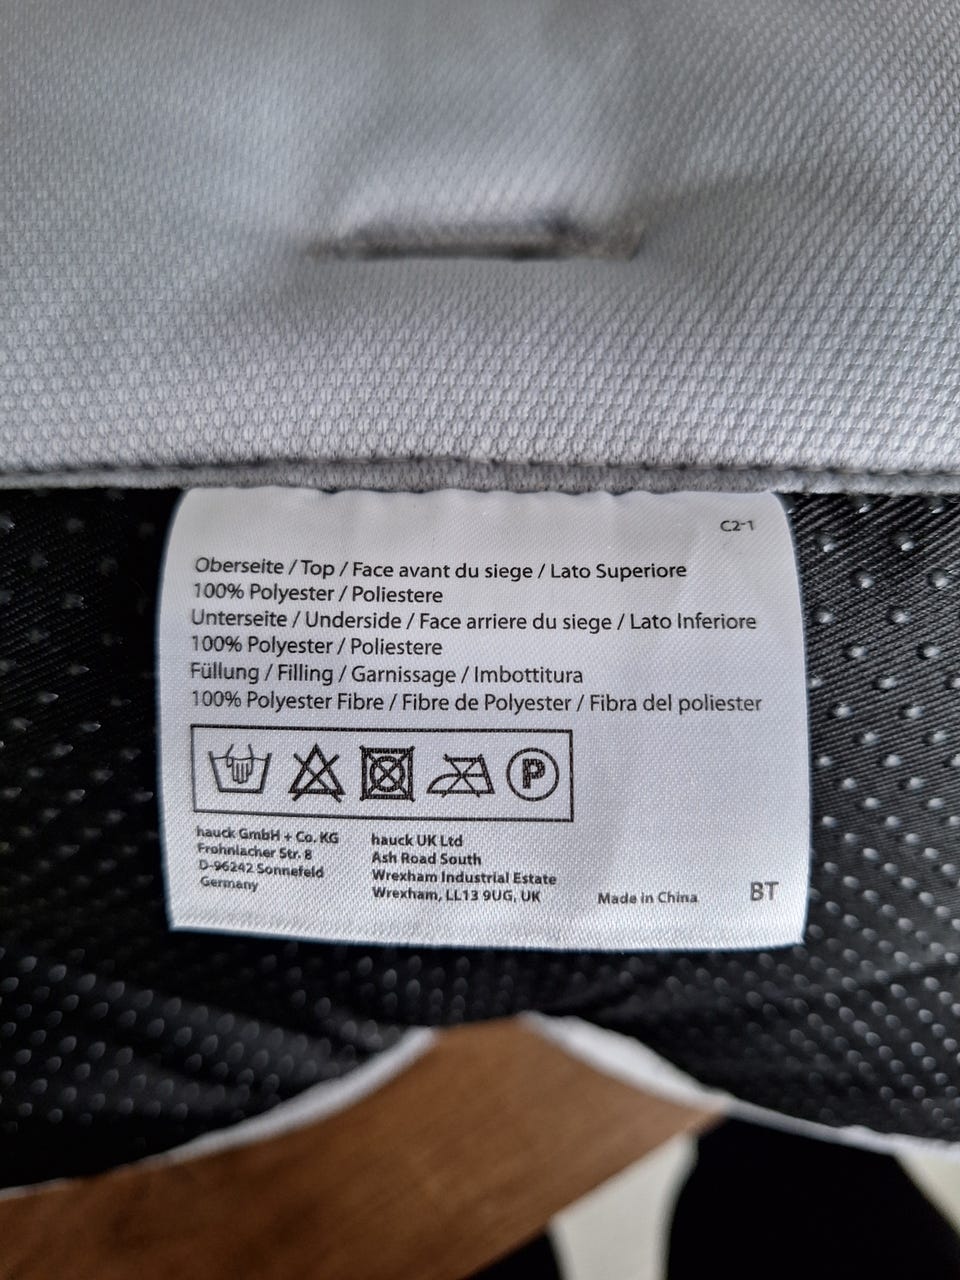 C2-1
Oberseite / Top / Face avant du siege / Lato Superiore
100% Polyester / Poliestere
Unterseite / Underside / Face arriere du siege / Lato Inferiore
100% Polyester / Poliestere
Füllung / Filling / Garnissage / Imbottitura
100% Polyester Fibre / Fibre de Polyester / Fibra del poliester
P
hauck GmbH + Co. KG
Frohnlacher Str. 8
D-96242 Sonnefeld
Germany
hauck UK Ltd
Ash Road South
Wrexham Industrial Estate
Wrexham, LL13 9UG, UK
Made in China
BT